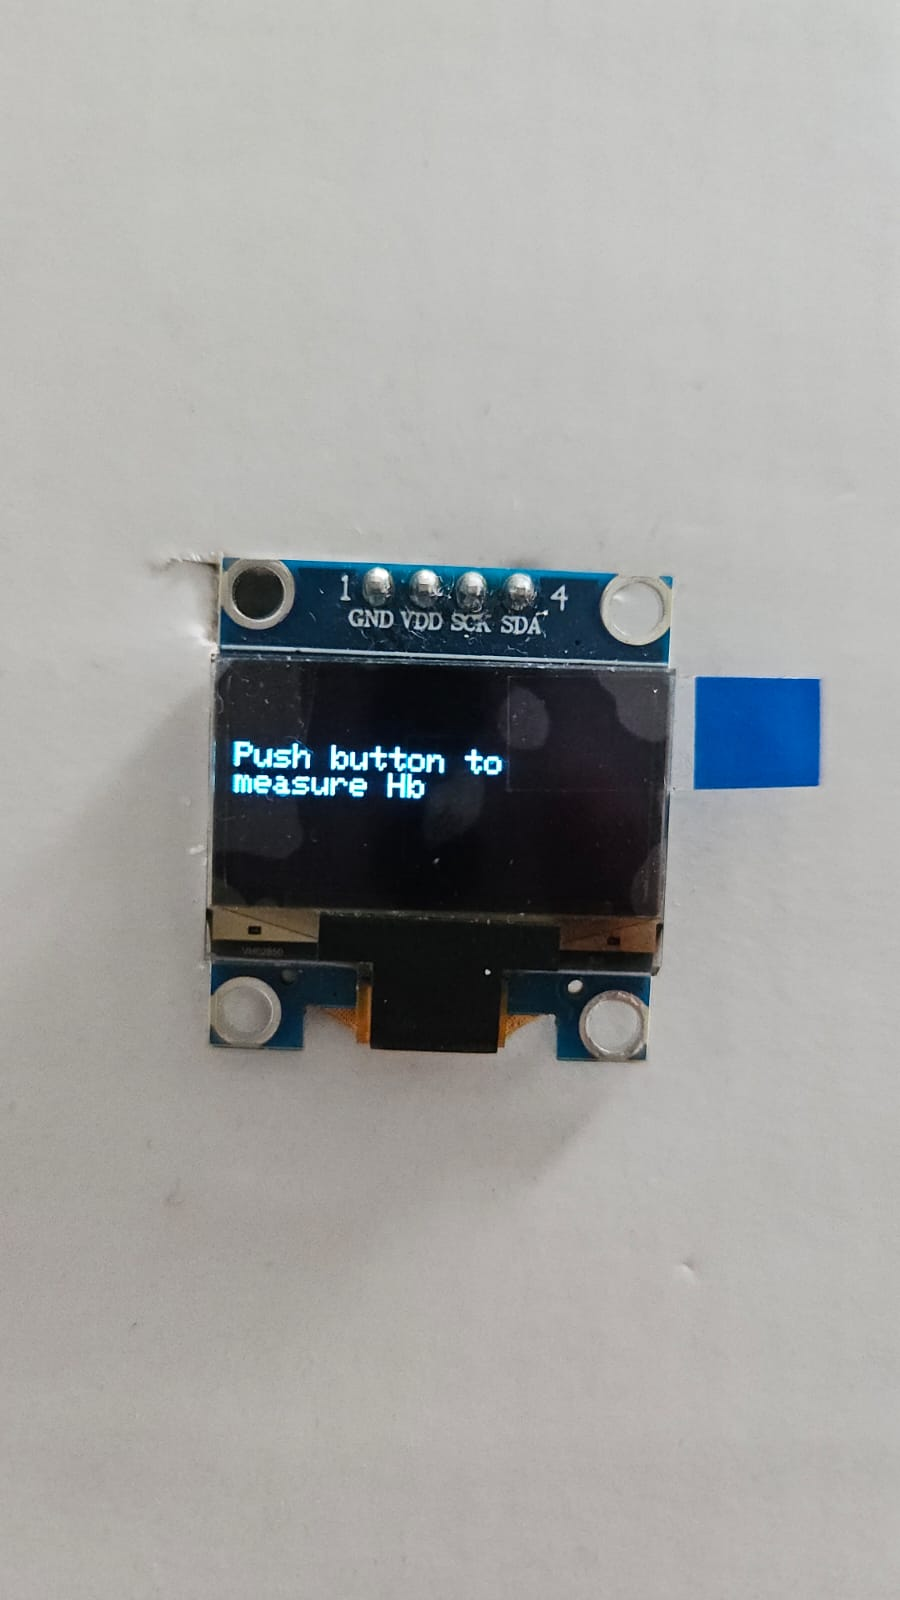 1 GND VDD SCK SDA 4
Push button to
measure Hb